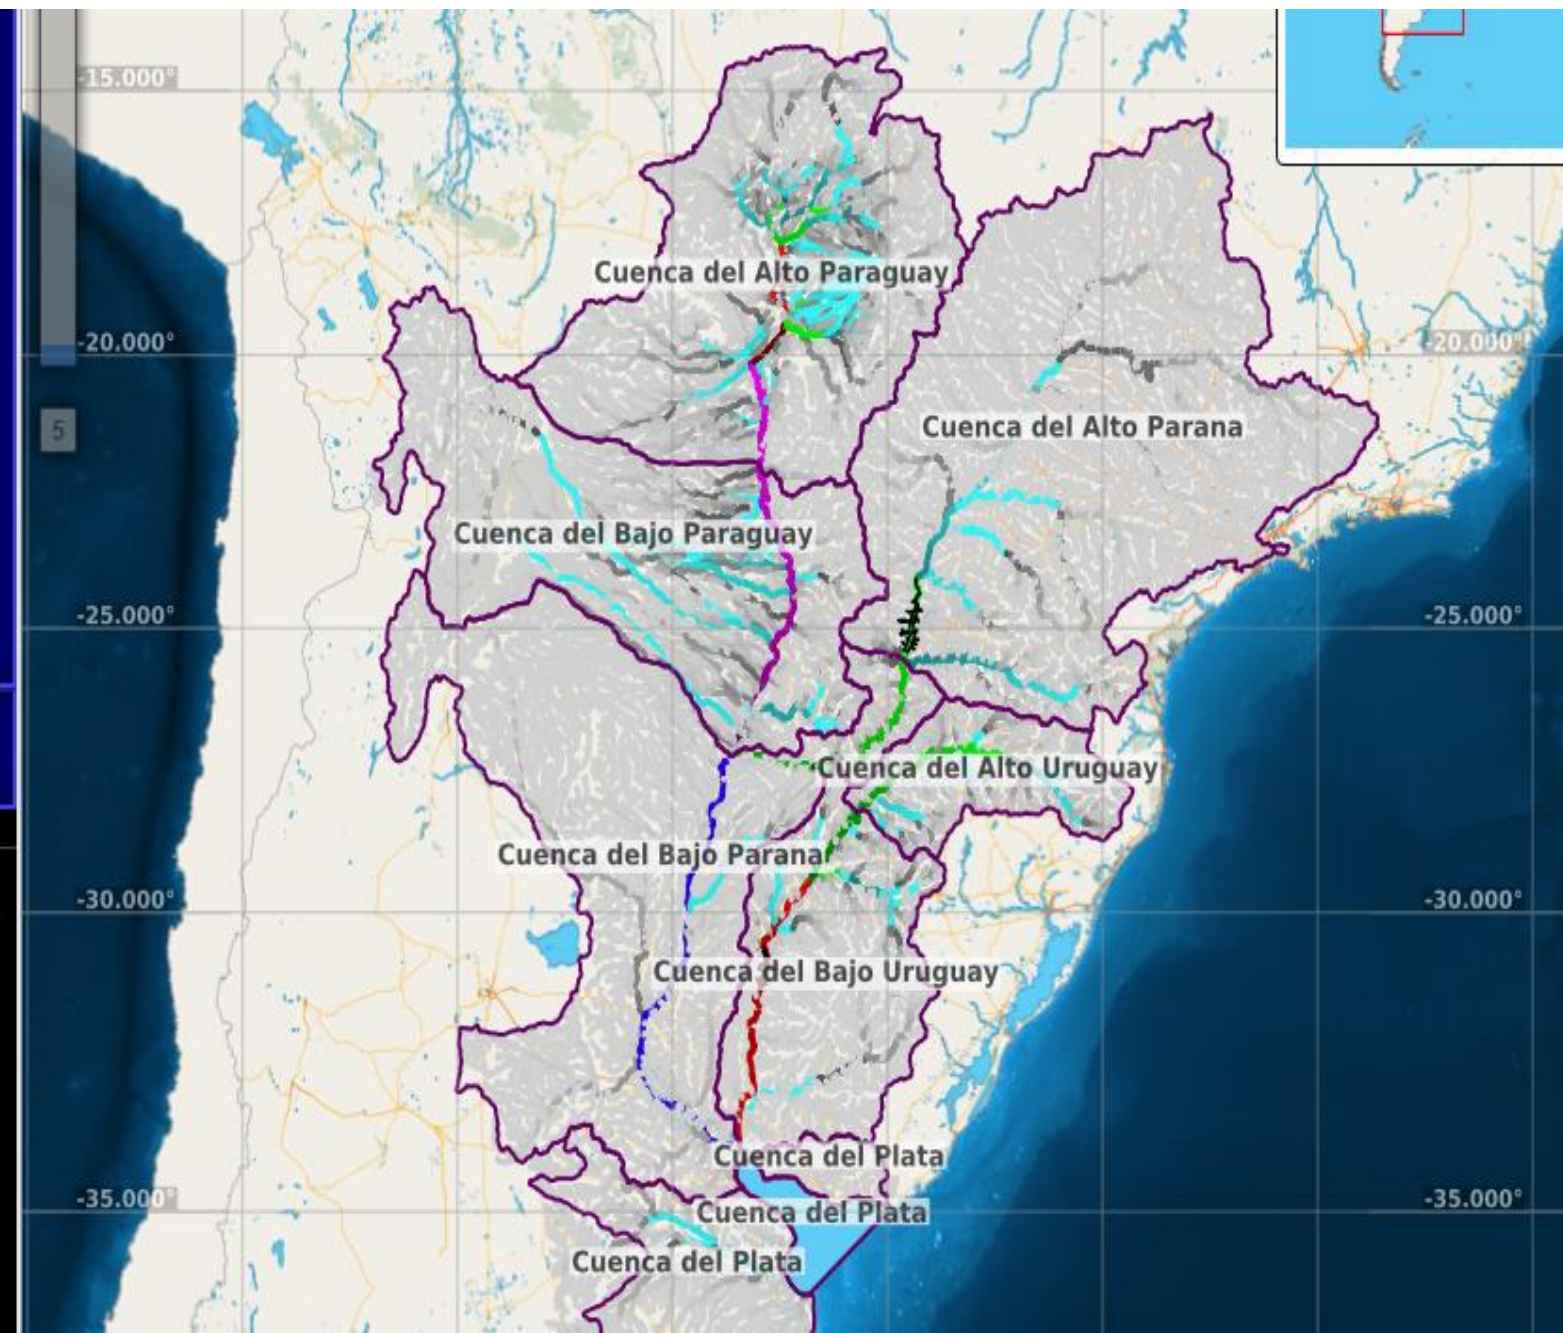 -15.000°
Cuenca del Alto Paraguay
-20.000°
-20.000°
5
Cuenca del Alto Parana
Cuenca del Bajo Paraguay
-25.000°
-25.000°
Cuenca del Alto Uruguay
Cuenca del Bajo Parana
-30.000°
-30.000°
Cuenca del Bajo Uruguay
Cuenca del Plata
-35.000°
-35.000°
Cuenca del Plata
Cuenca del Plata